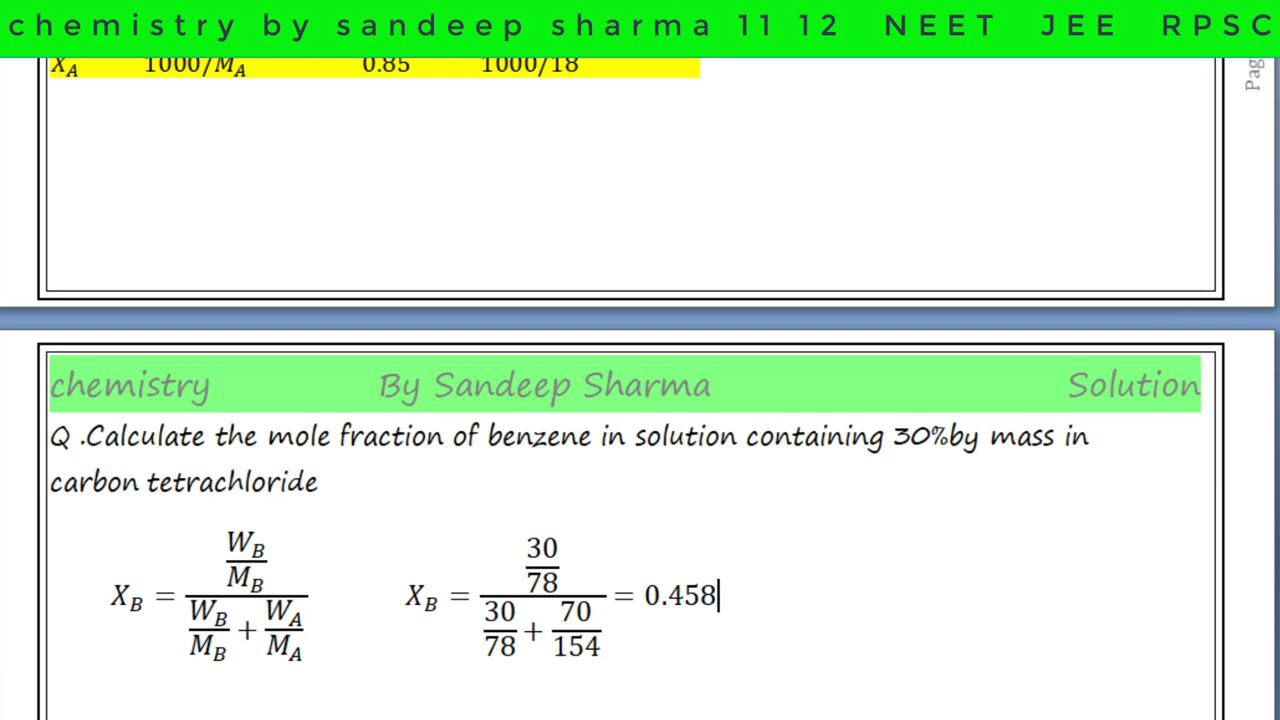 chemistry by sandeep sharma 11 12 NEET JEE RPSC
X_A 1000/M_A 0.85 1000/18
Pag
chemistry By Sandeep Sharma Solution
Q .Calculate the mole fraction of benzene in solution containing 30%by mass in
carbon tetrachloride
X_B = (W_B/M_B)/(W_B/M_B + W_A/M_A) X_B = (30/78)/(30/78 + 70/154) = 0.458